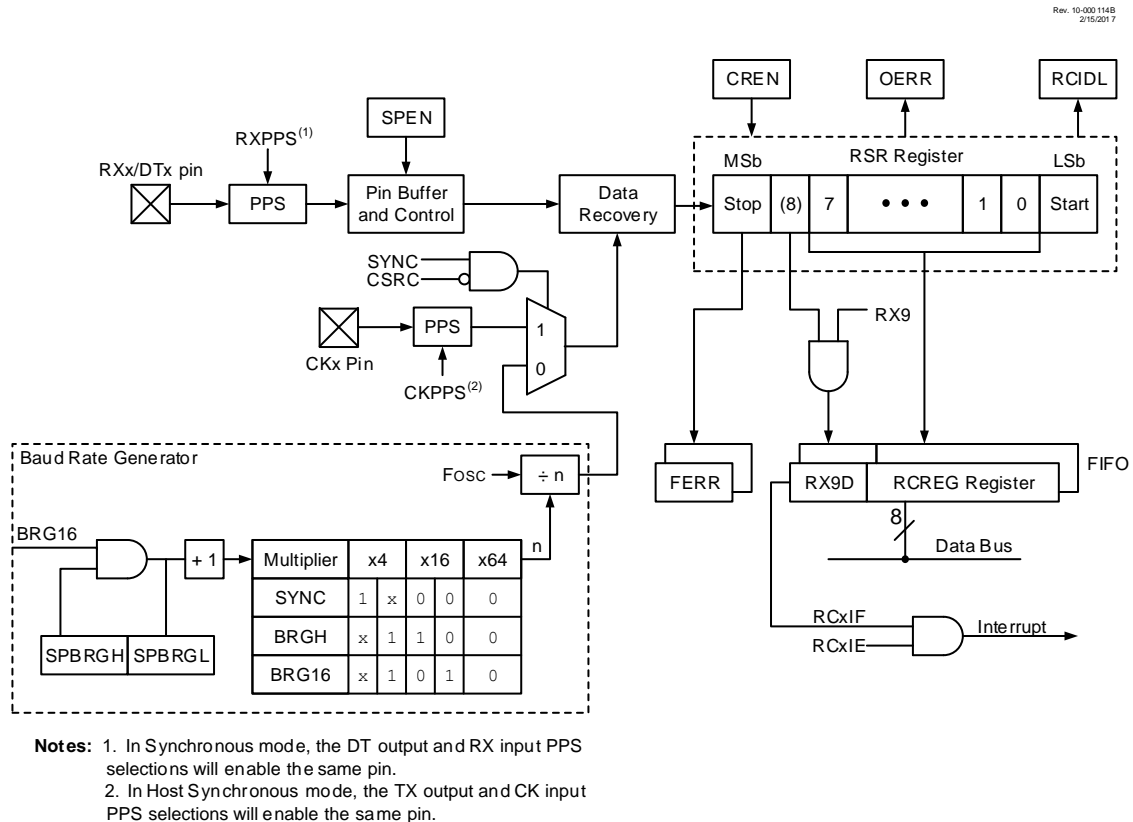 Rev. 10-000114B
2/15/2017
CREN
OERR
RCIDL
SPEN
RXPPS(1)
RXx/DTx pin
PPS
Pin Buffer
and Control
Data
Recovery
MSb
RSR Register
LSb
Stop
(8)
7
• • •
1
0
Start
SYNC
CSRC
RX9
CKx Pin
PPS
CKPPS(2)
1
0
Baud Rate Generator
FOSC
÷ n
n
BRG16
+ 1
SPBRGH
SPBRGL
Multiplier x4 x16 x64
SYNC 1 x 0 0 0
BRGH x 1 1 0 0
BRG16 x 1 0 1 0
FERR
RX9D
RCREG Register
FIFO
8
Data Bus
RCxIF
RCxIE
Interrupt
Notes: 1. In Synchronous mode, the DT output and RX input PPS
selections will enable the same pin.
2. In Host Synchronous mode, the TX output and CK input
PPS selections will enable the same pin.